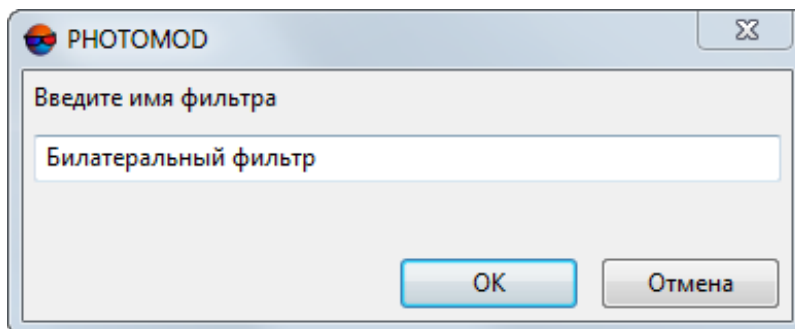 PHOTOMOD
Введите имя фильтра
Билатеральный фильтр
OK Отмена